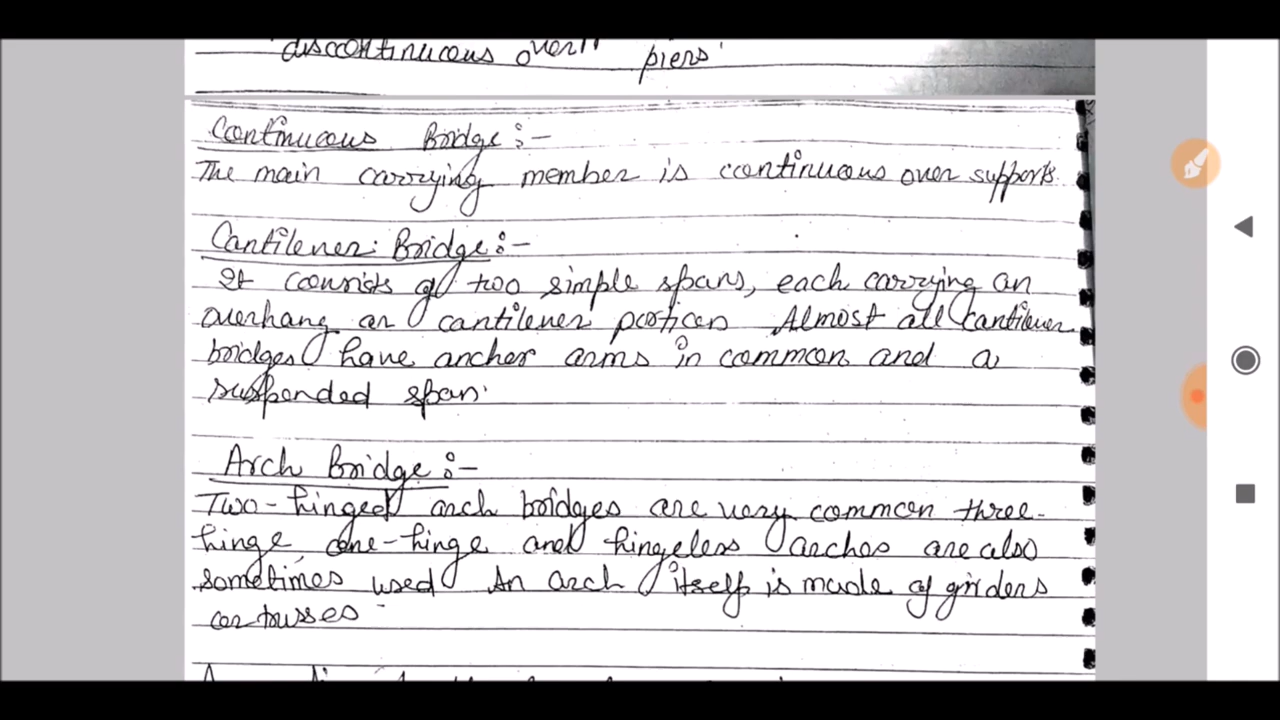 discontinuous over piers.
Continuous Bridge :-
The main carrying member is continuous over supports.
Cantilever Bridge :-
It consists of two simple spans, each carrying an
overhang or cantilever portion Almost all cantilever
bridges have anchor arms in common and a
suspended span.
Arch Bridge :-
Two-hinged arch bridges are very common three-
hinge, one-hinge and hingeless arches are also
sometimes used An arch itself is made of girders
or trusses